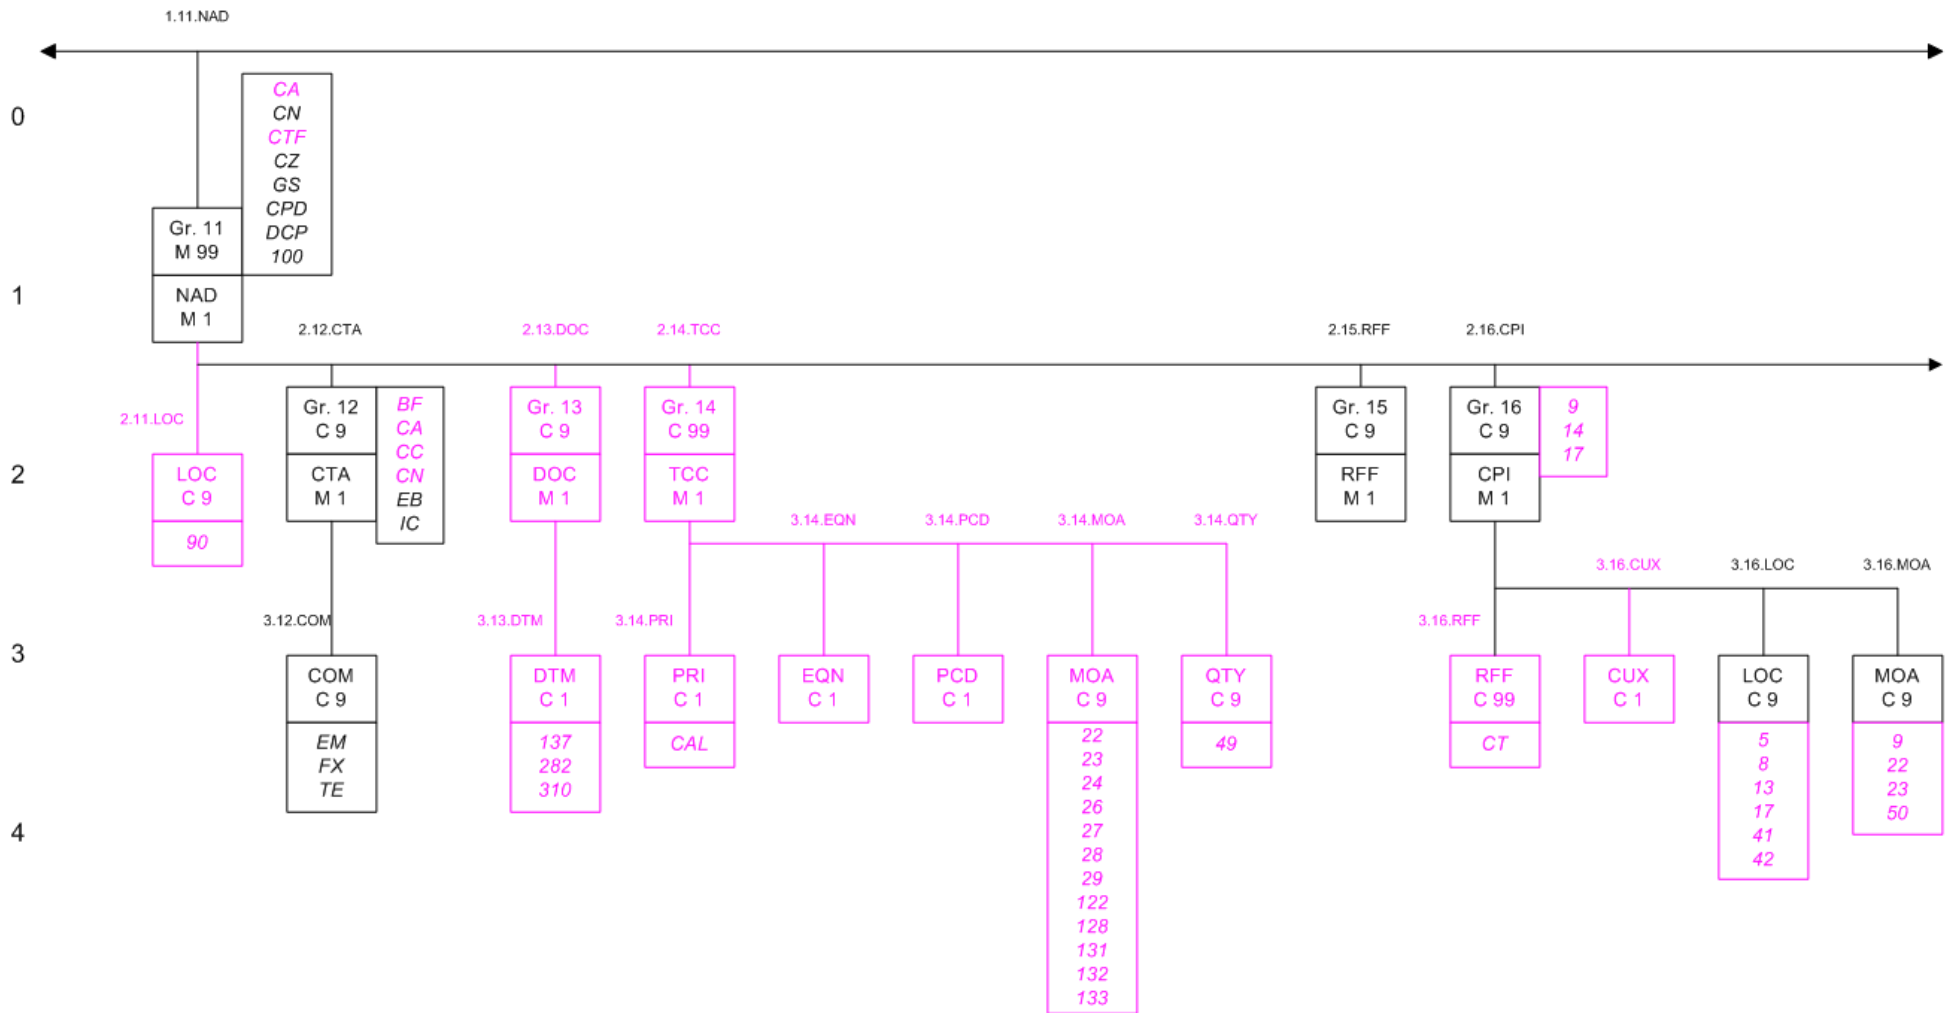 1.11.NAD
0
CA
CN
CTF
CZ
GS
CPD
DCP
100
Gr. 11
M 99
1
NAD
M 1
2.12.CTA
2.13.DOC
2.14.TCC
2.15.RFF
2.16.CPI
2.11.LOC
Gr. 12
C 9
BF
CA
CC
CN
EB
IC
Gr. 13
C 9
Gr. 14
C 99
Gr. 15
C 9
Gr. 16
C 9
9
14
17
2
LOC
C 9
90
CTA
M 1
DOC
M 1
TCC
M 1
RFF
M 1
CPI
M 1
3.14.EQN
3.14.PCD
3.14.MOA
3.14.QTY
3.16.CUX
3.16.LOC
3.16.MOA
3.12.COM
3.13.DTM
3.14.PRI
3.16.RFF
3
COM
C 9
EM
FX
TE
DTM
C 1
137
282
310
PRI
C 1
CAL
EQN
C 1
PCD
C 1
MOA
C 9
22
23
24
26
27
28
29
122
128
131
132
133
QTY
C 9
49
RFF
C 99
CT
CUX
C 1
LOC
C 9
5
8
13
17
41
42
MOA
C 9
9
22
23
50
4